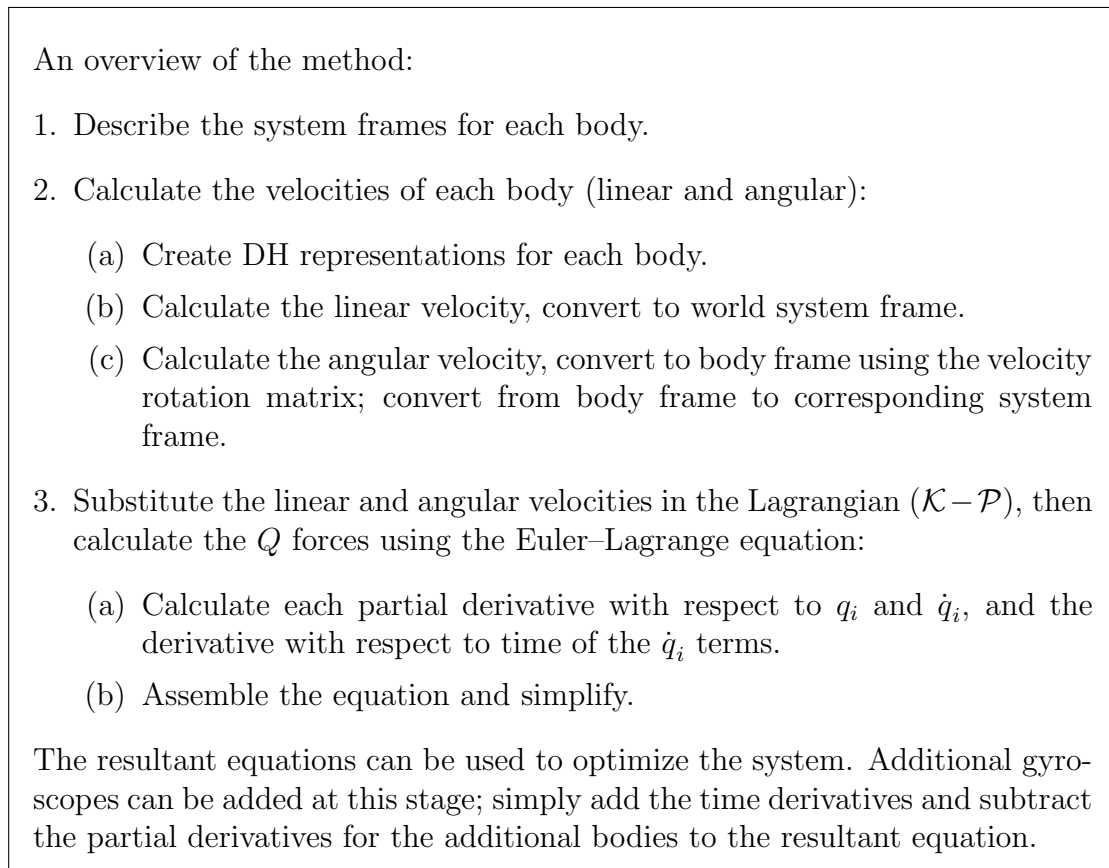 An overview of the method:
1. Describe the system frames for each body.
2. Calculate the velocities of each body (linear and angular):
(a) Create DH representations for each body.
(b) Calculate the linear velocity, convert to world system frame.
(c) Calculate the angular velocity, convert to body frame using the velocity
rotation matrix; convert from body frame to corresponding system
frame.
3. Substitute the linear and angular velocities in the Lagrangian (𝒦−𝒫), then
calculate the Q forces using the Euler–Lagrange equation:
(a) Calculate each partial derivative with respect to qᵢ and q̇ᵢ, and the
derivative with respect to time of the q̇ᵢ terms.
(b) Assemble the equation and simplify.
The resultant equations can be used to optimize the system. Additional gyro-
scopes can be added at this stage; simply add the time derivatives and subtract
the partial derivatives for the additional bodies to the resultant equation.